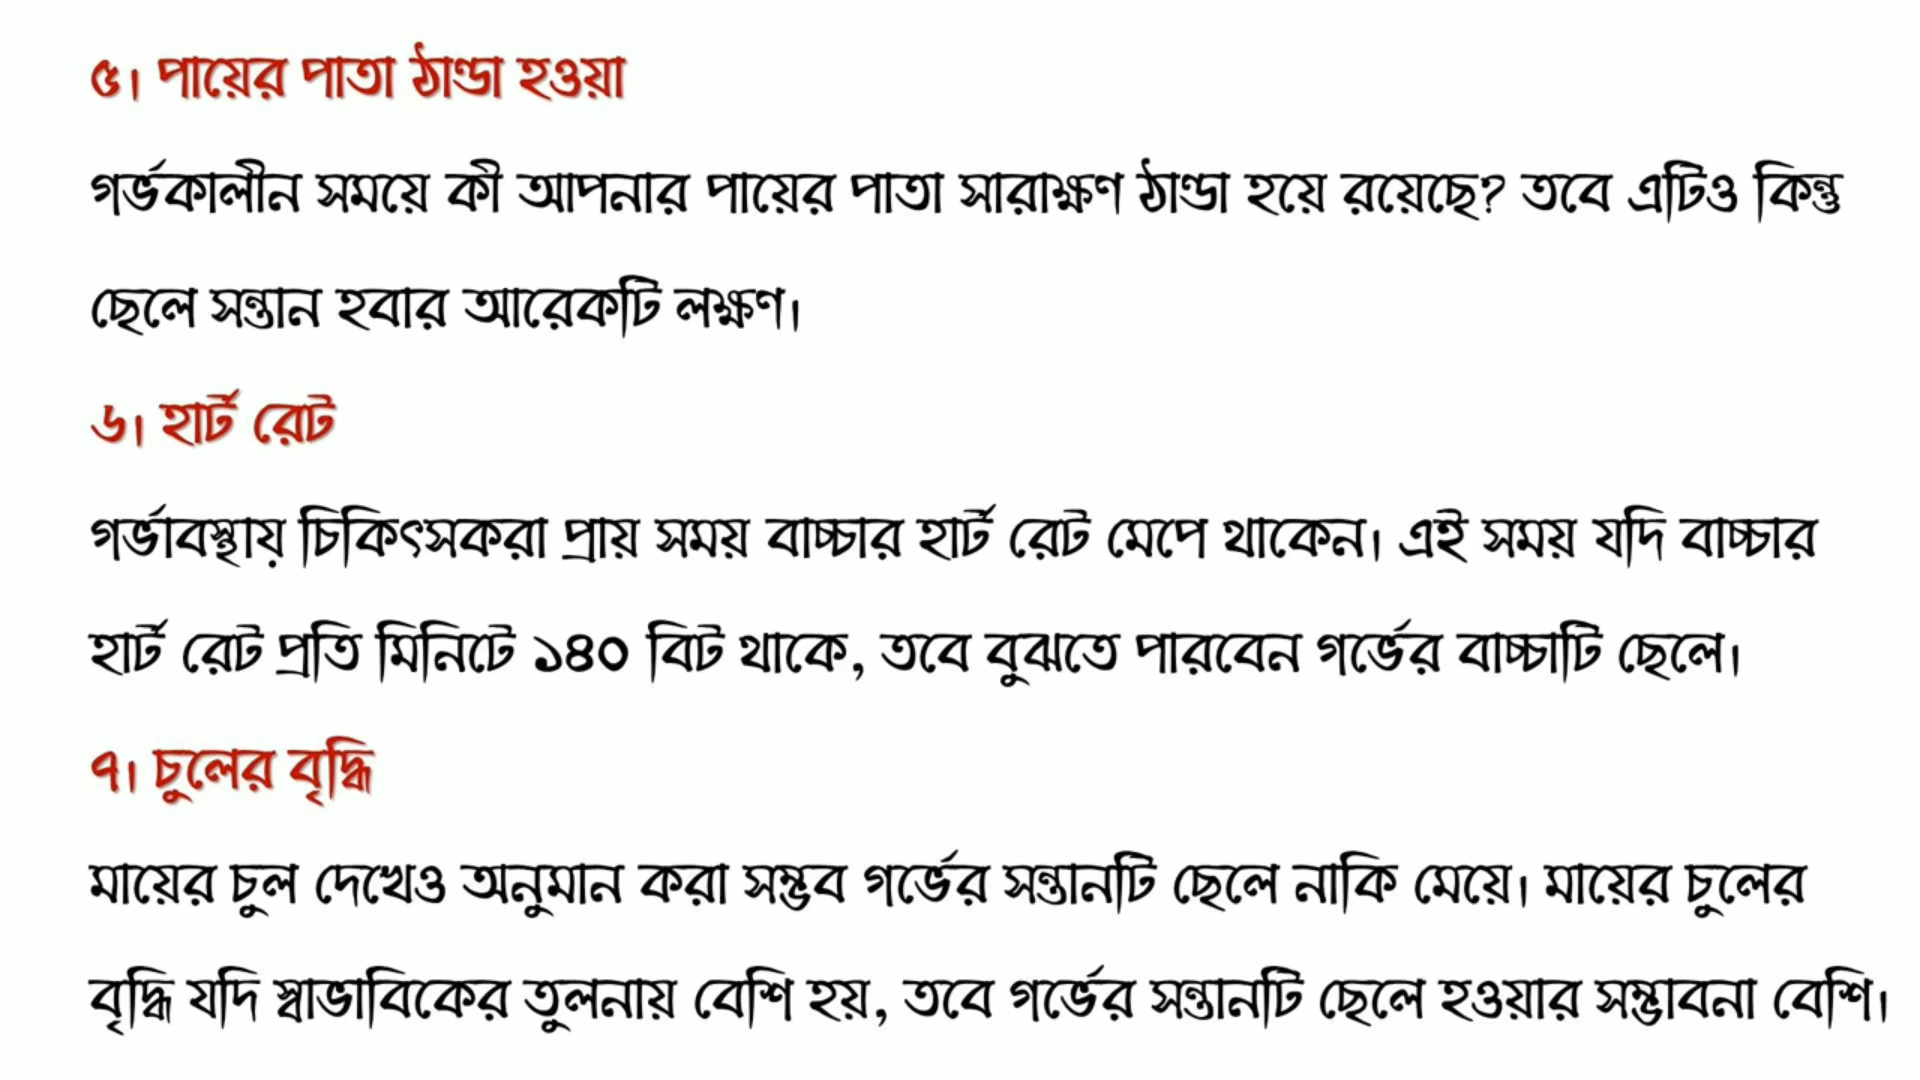 ৫। পায়ের পাতা ঠান্ডা হওয়া
গর্ভকালীন সময়ে কী আপনার পায়ের পাতা সারাক্ষণ ঠান্ডা হয়ে রয়েছে? তবে এটিও কিন্তু
ছেলে সন্তান হবার আরেকটি লক্ষণ।
৬। হার্ট রেট
গর্ভাবস্থায় চিকিৎসকরা প্রায় সময় বাচ্চার হার্ট রেট মেপে থাকেন। এই সময় যদি বাচ্চার
হার্ট রেট প্রতি মিনিটে ১৪০ বিট থাকে, তবে বুঝতে পারবেন গর্ভের বাচ্চাটি ছেলে।
৭। চুলের বৃদ্ধি
মায়ের চুল দেখেও অনুমান করা সম্ভব গর্ভের সন্তানটি ছেলে নাকি মেয়ে। মায়ের চুলের
বৃদ্ধি যদি স্বাভাবিকের তুলনায় বেশি হয়, তবে গর্ভের সন্তানটি ছেলে হওয়ার সম্ভাবনা বেশি।